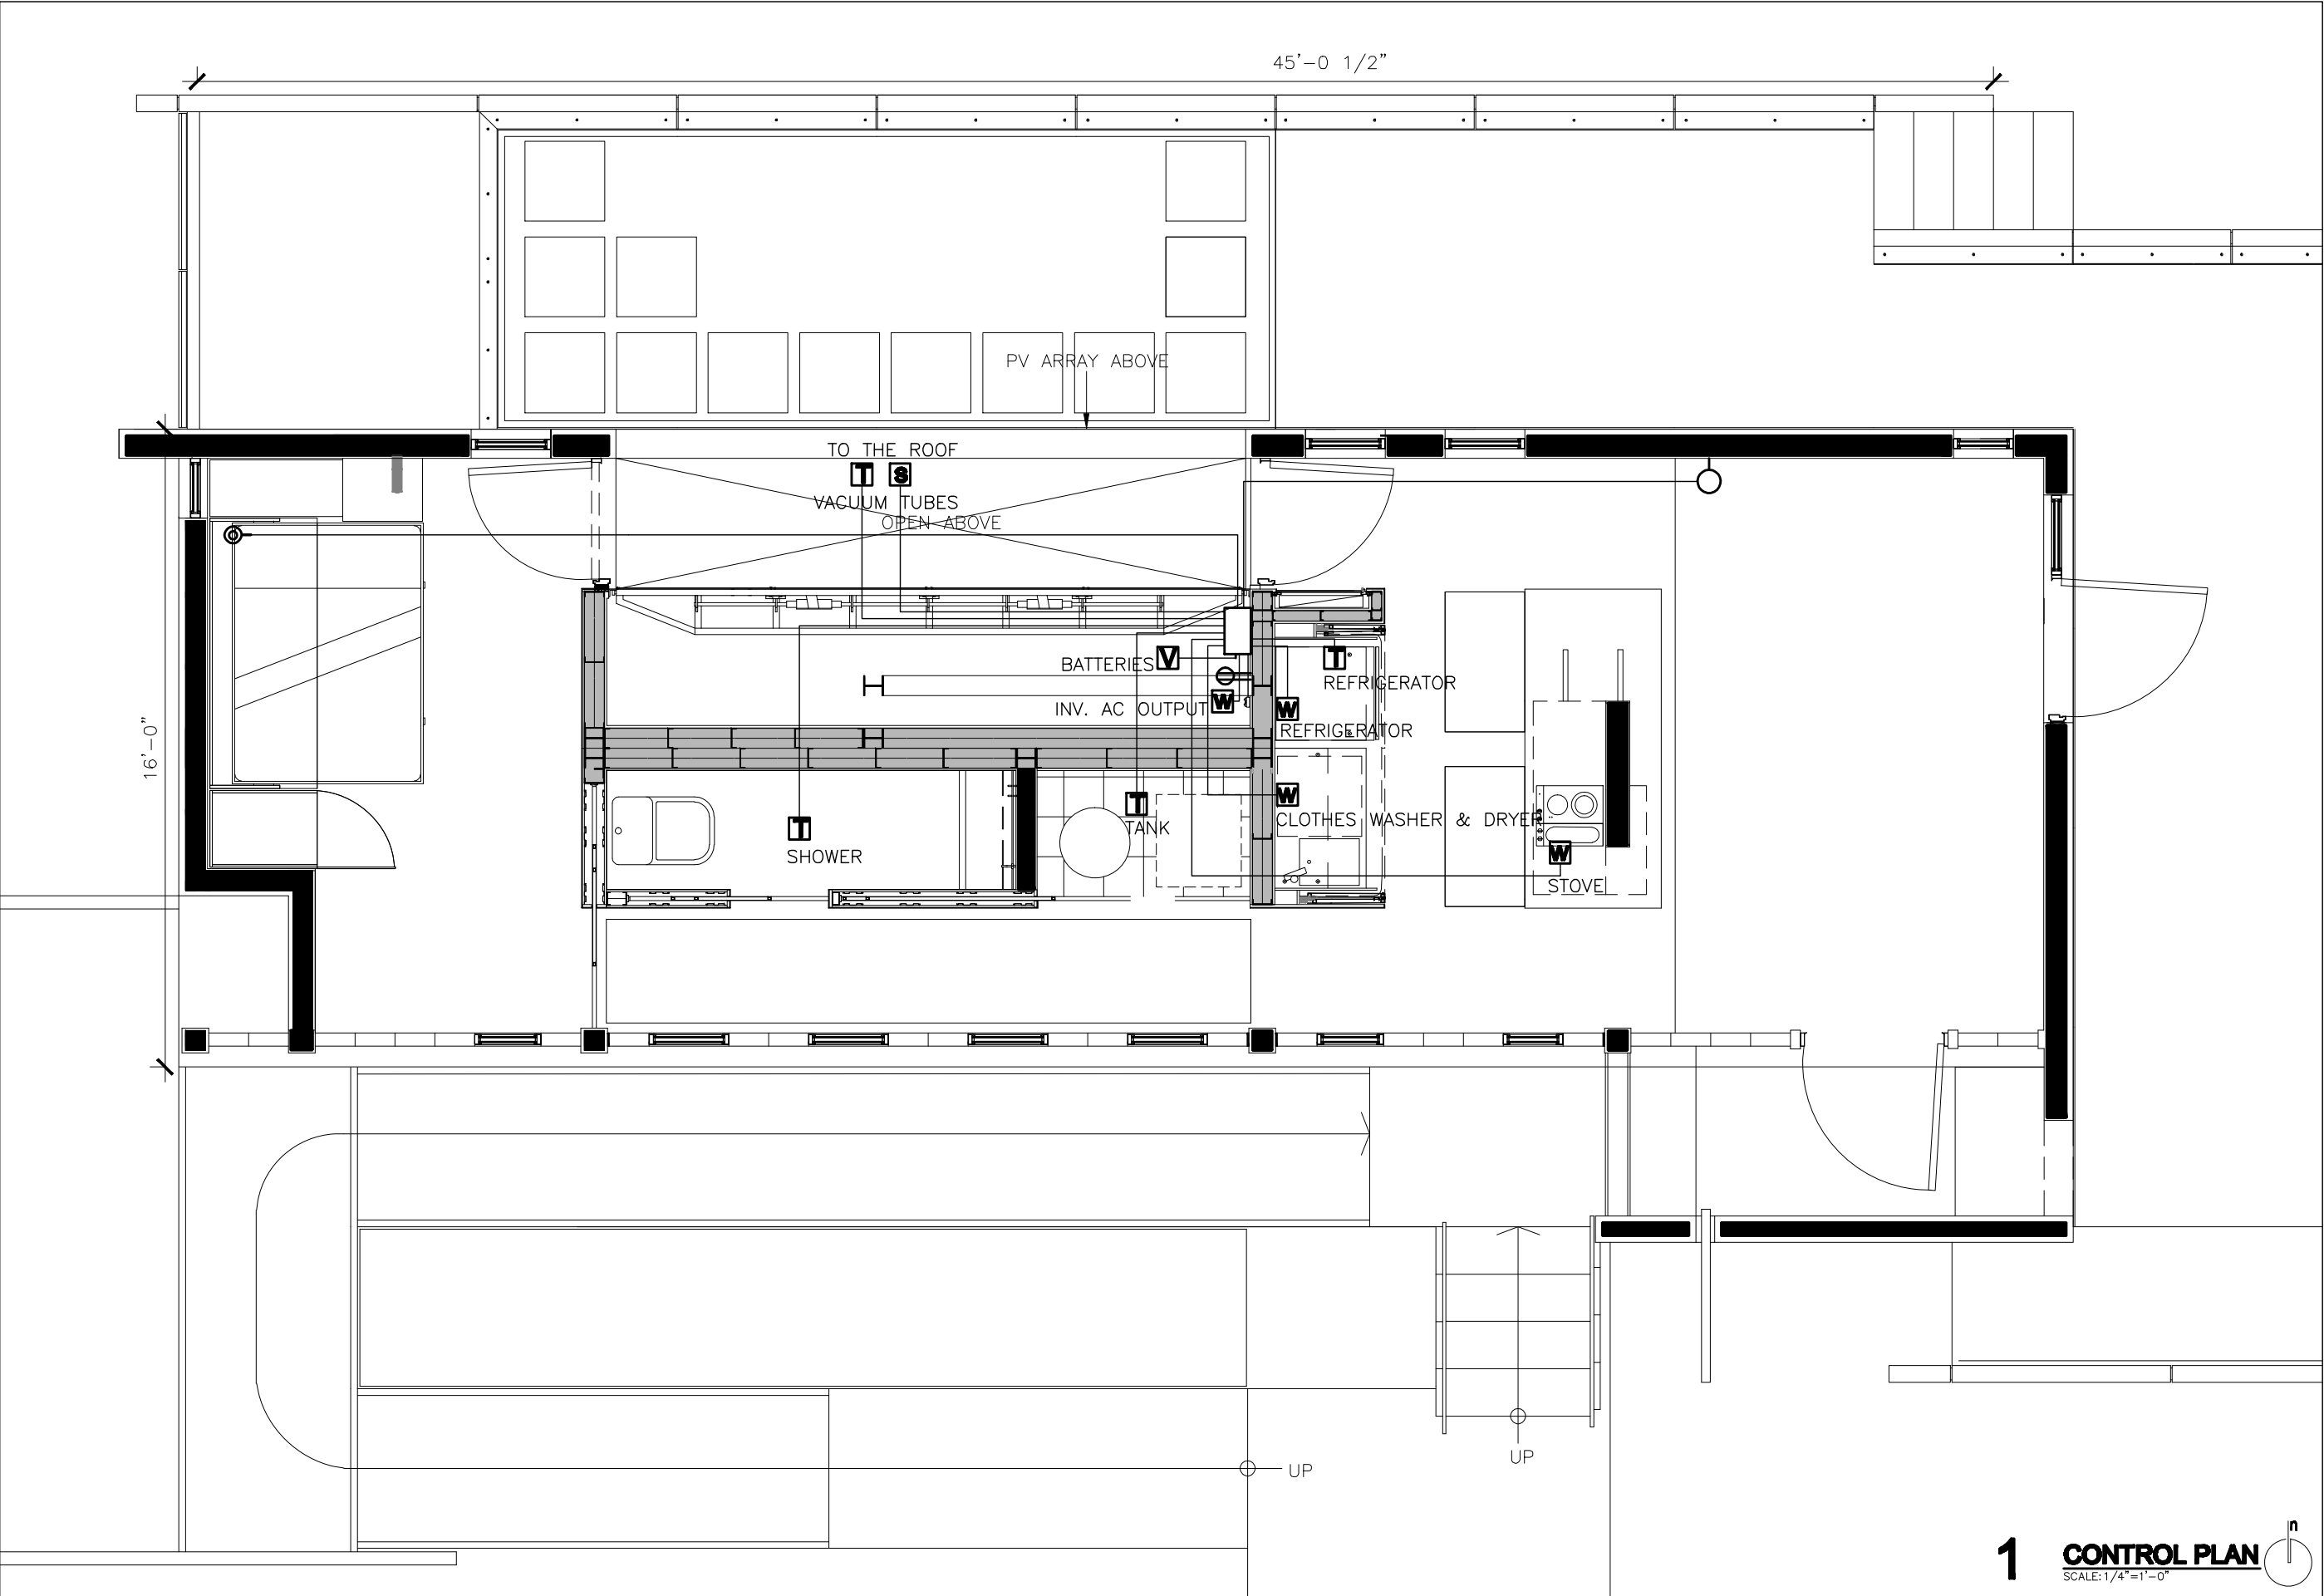 45'-0 1/2"
PV ARRAY ABOVE
TO THE ROOF
T S
VACUUM TUBES
OPEN ABOVE
BATTERIES V
T
REFRIGERATOR
INV. AC OUTPUT W
W
REFRIGERATOR
16'-0"
W
T
TANK
CLOTHES WASHER & DRYER
T
SHOWER
W
STOVE
UP
UP
n
1 CONTROL PLAN
SCALE: 1/4"=1'-0"